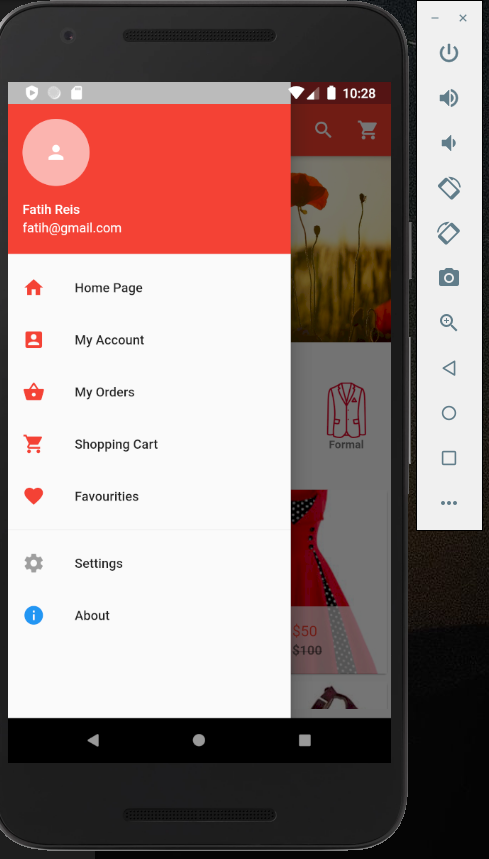 10:28
Fatih Reis
fatih@gmail.com
Home Page
My Account
My Orders
Shopping Cart
Favourities
Settings
About
Formal
$50
$100